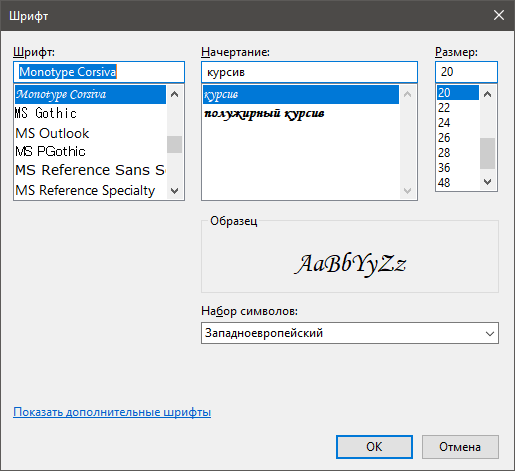 Шрифт
Шрифт:
Monotype Corsiva
Monotype Corsiva
MS Gothic
MS Outlook
MS PGothic
MS Reference Sans S
MS Reference Specialty
Начертание:
курсив
курсив
полужирный курсив
Размер:
20
20
22
24
26
28
36
48
Образец
AaBbYyZz
Набор символов:
Западноевропейский
Показать дополнительные шрифты
ОК
Отмена